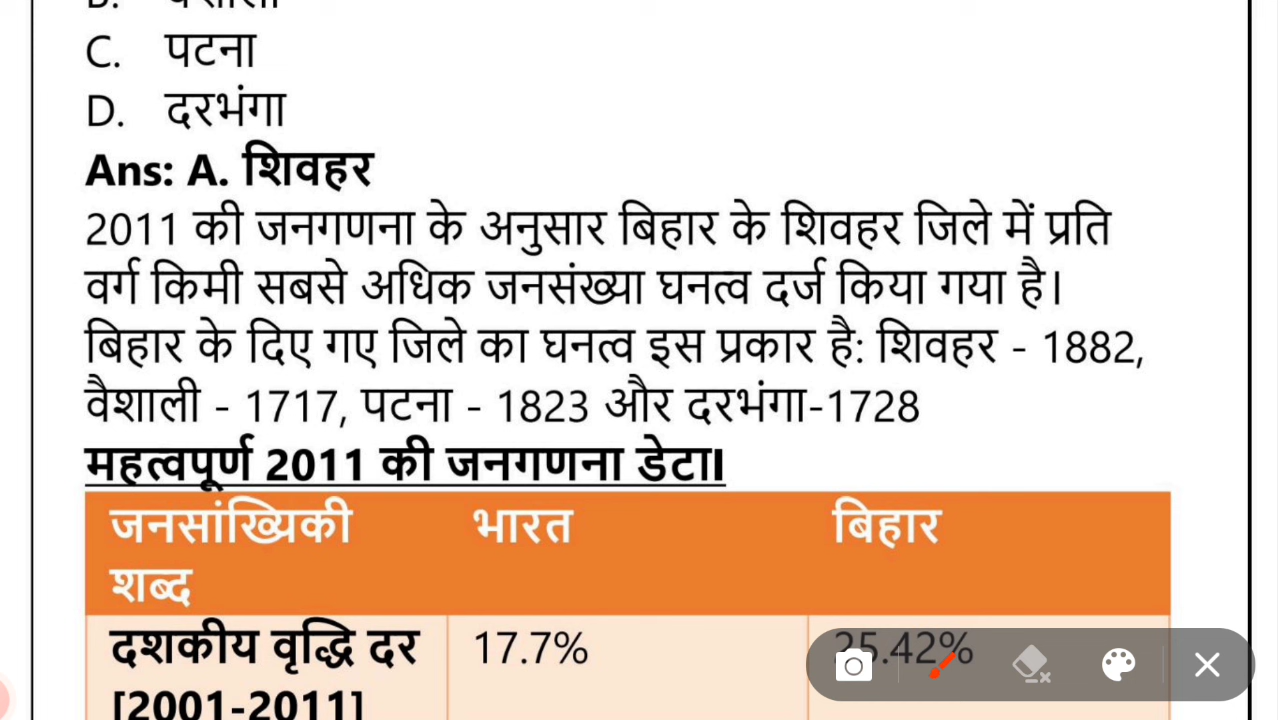 B. वैशाली
C. पटना
D. दरभंगा
Ans: A. शिवहर
2011 की जनगणना के अनुसार बिहार के शिवहर जिले में प्रति
वर्ग किमी सबसे अधिक जनसंख्या घनत्व दर्ज किया गया है।
बिहार के दिए गए जिले का घनत्व इस प्रकार है: शिवहर - 1882,
वैशाली - 1717, पटना - 1823 और दरभंगा-1728
महत्वपूर्ण 2011 की जनगणना डेटा।
जनसांख्यिकी भारत बिहार
शब्द
दशकीय वृद्धि दर 17.7% 25.42%
[2001-2011]